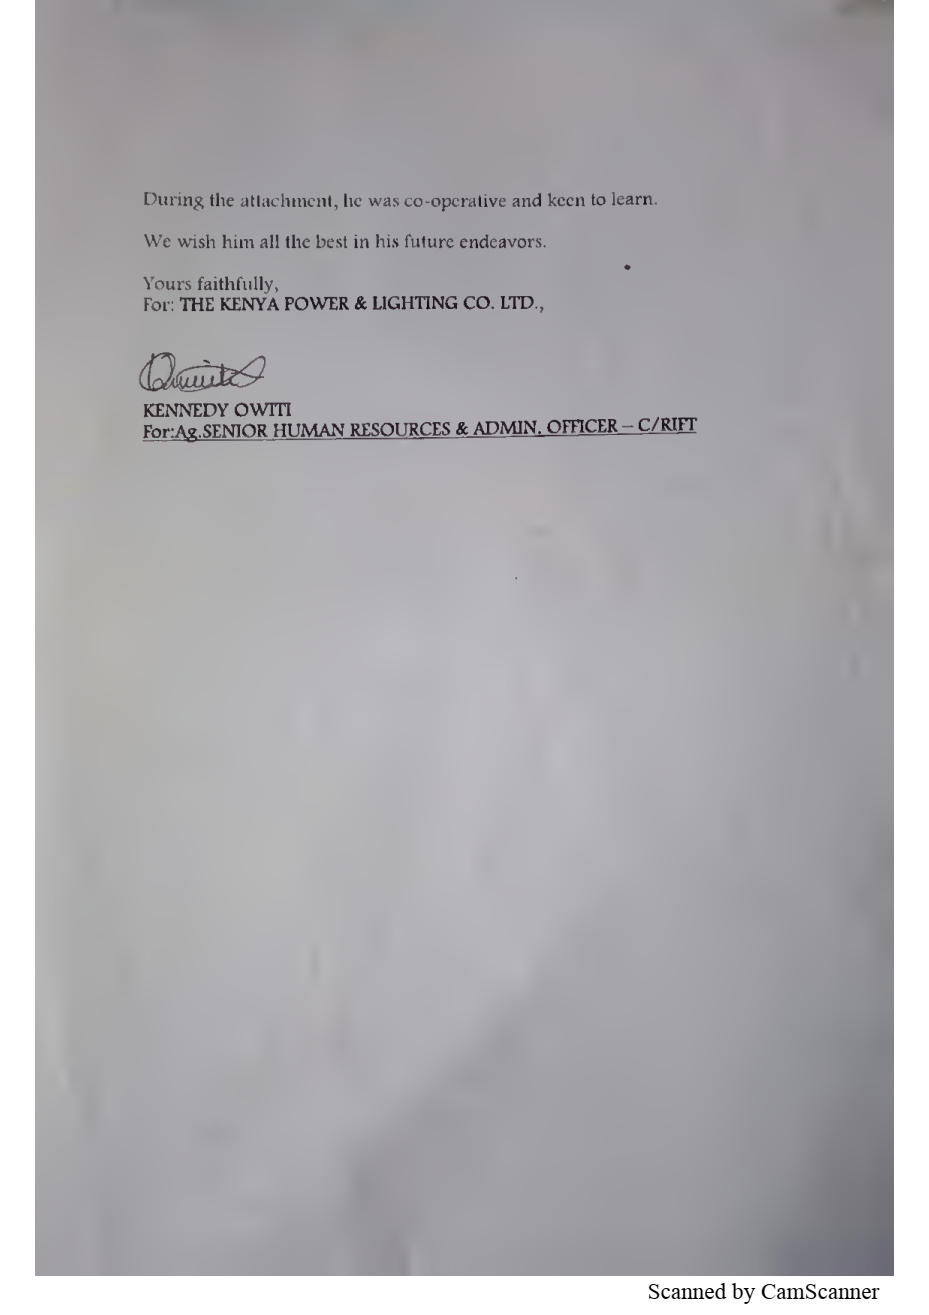 During the attachment, he was co-operative and keen to learn.
We wish him all the best in his future endeavors.
Yours faithfully,
For: THE KENYA POWER & LIGHTING CO. LTD.,
KENNEDY OWITI
For:Ag.SENIOR HUMAN RESOURCES & ADMIN. OFFICER – C/RIFT
Scanned by CamScanner